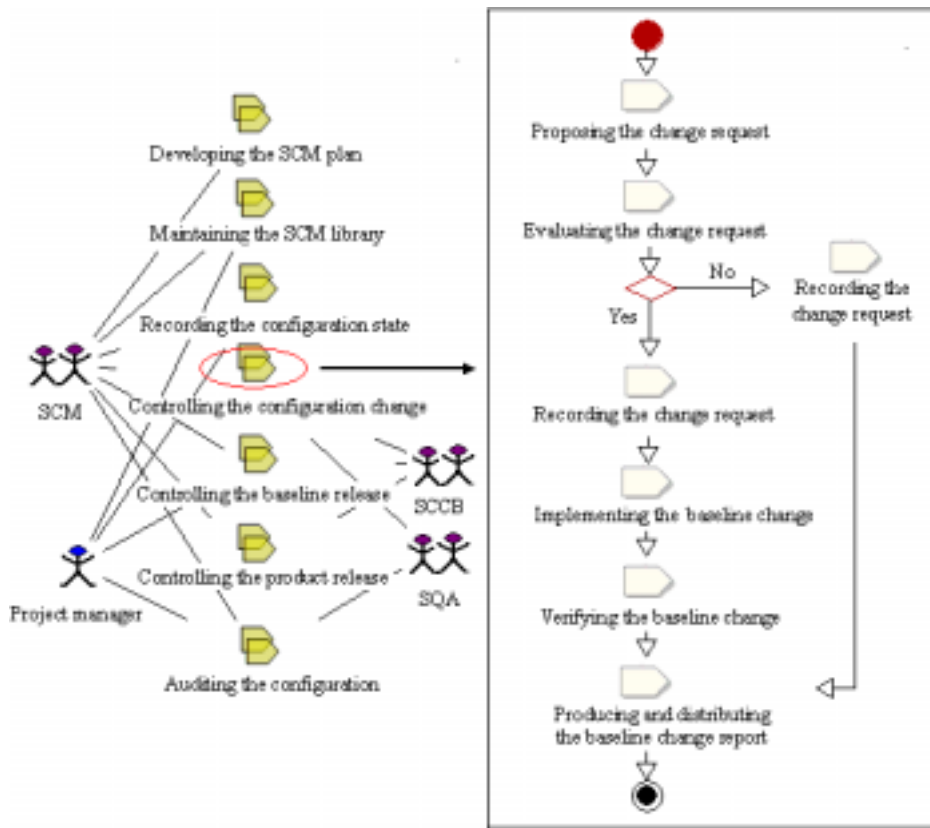 Developing the SCM plan
Maintaining the SCM library
Recording the configuration state
SCM
Controlling the configuration change
Controlling the baseline release
SCCB
Controlling the product release
Project manager
SQA
Auditing the configuration
Proposing the change request
Evaluating the change request
No
Yes
Recording the
change request
Recording the change request
Implementing the baseline change
Verifying the baseline change
Producing and distributing
the baseline change report